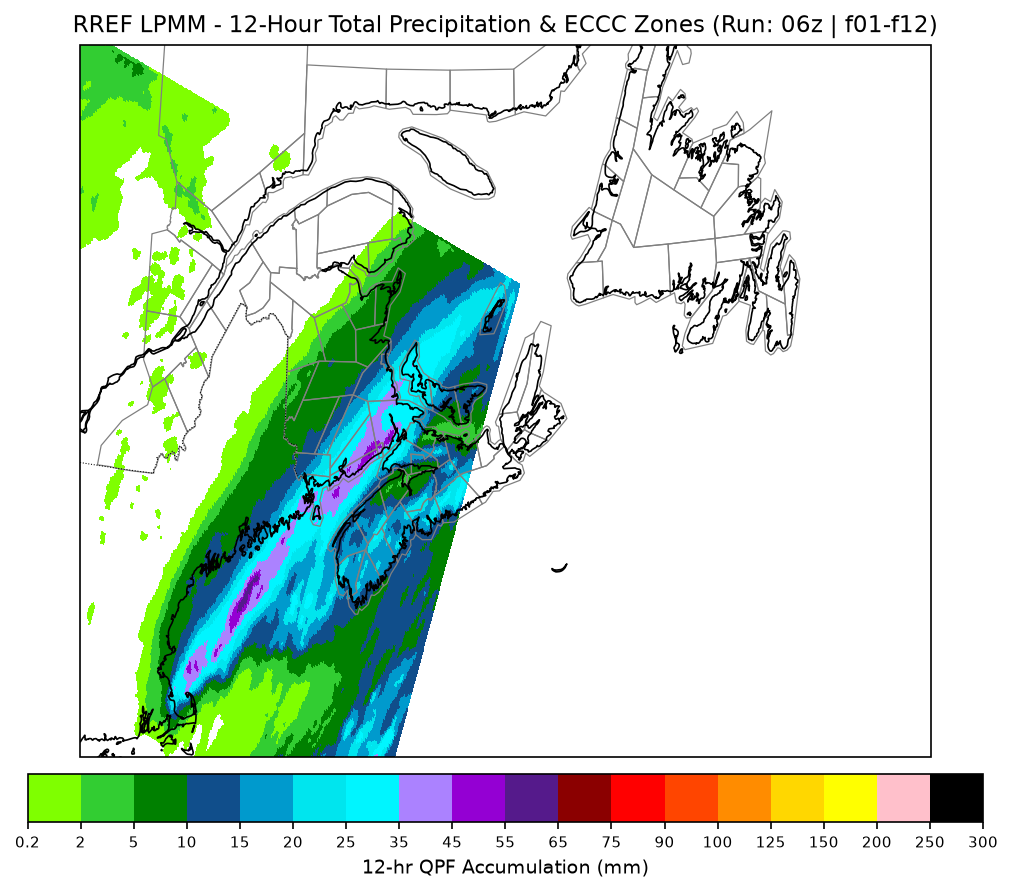 RREF LPMM - 12-Hour Total Precipitation & ECCC Zones (Run: 06z | f01-f12)
0.2 2 5 10 15 20 25 35 45 55 65 75 90 100 125 150 200 250 300
12-hr QPF Accumulation (mm)